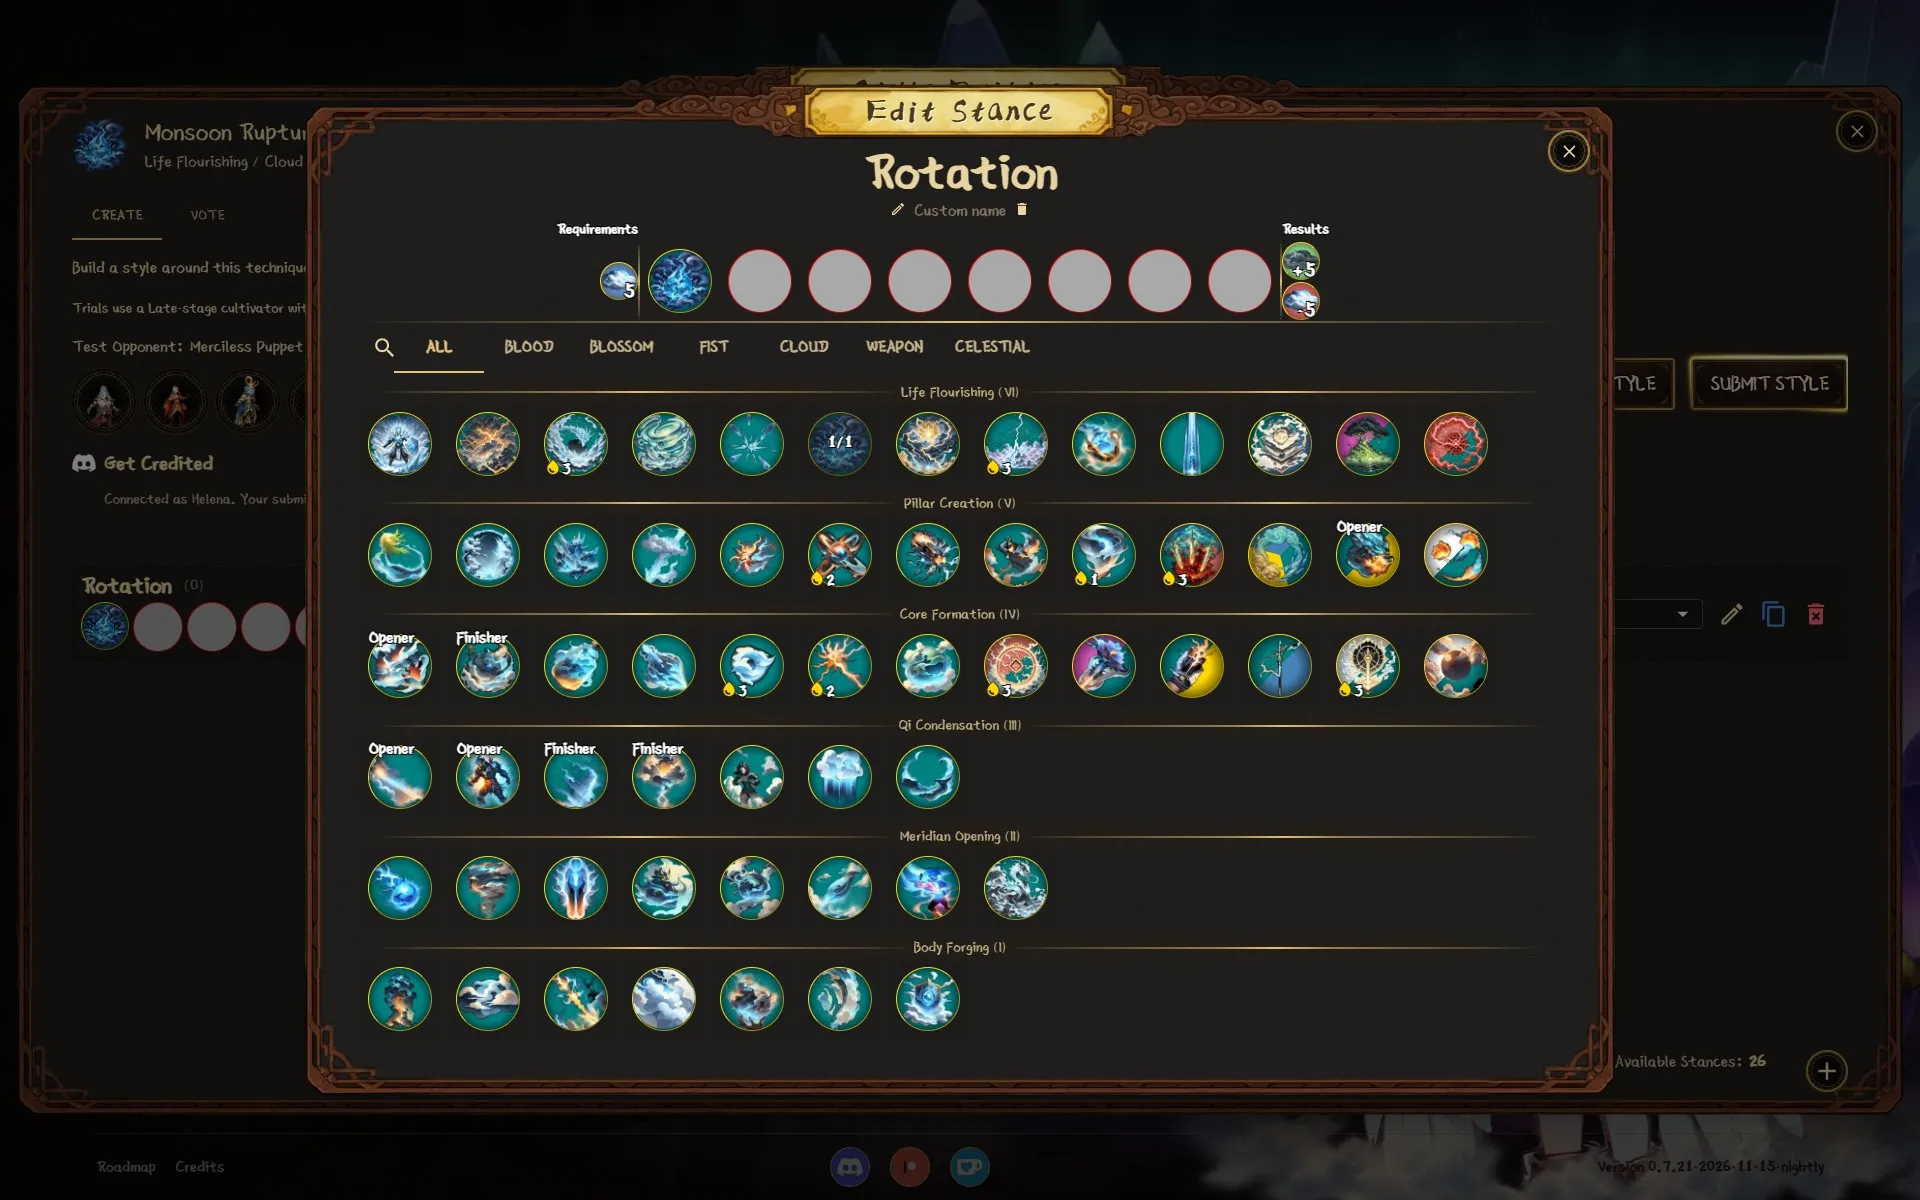 Edit Stance
Monsoon Ruptu
Life Flourishing / Cloud
CREATE
VOTE
Build a style around this technique
Trials use a Late-stage cultivator wit
Test Opponent: Merciless Puppet
Get Credited
Connected as Helena. Your submi
Rotation (0)
Rotation
Custom name
Requirements
Results
5
+5
-5
ALL
BLOOD
BLOSSOM
FIST
CLOUD
WEAPON
CELESTIAL
Life Flourishing (VI)
3
1/1
3
Pillar Creation (V)
Opener
2
1
3
Core Formation (IV)
Opener
Finisher
3
2
3
3
Qi Condensation (III)
Opener
Opener
Finisher
Finisher
Meridian Opening (II)
Body Forging (I)
TYLE
SUBMIT STYLE
Available Stances: 26
Roadmap
Credits
Version 0.7.21-2026-11-15-nightly